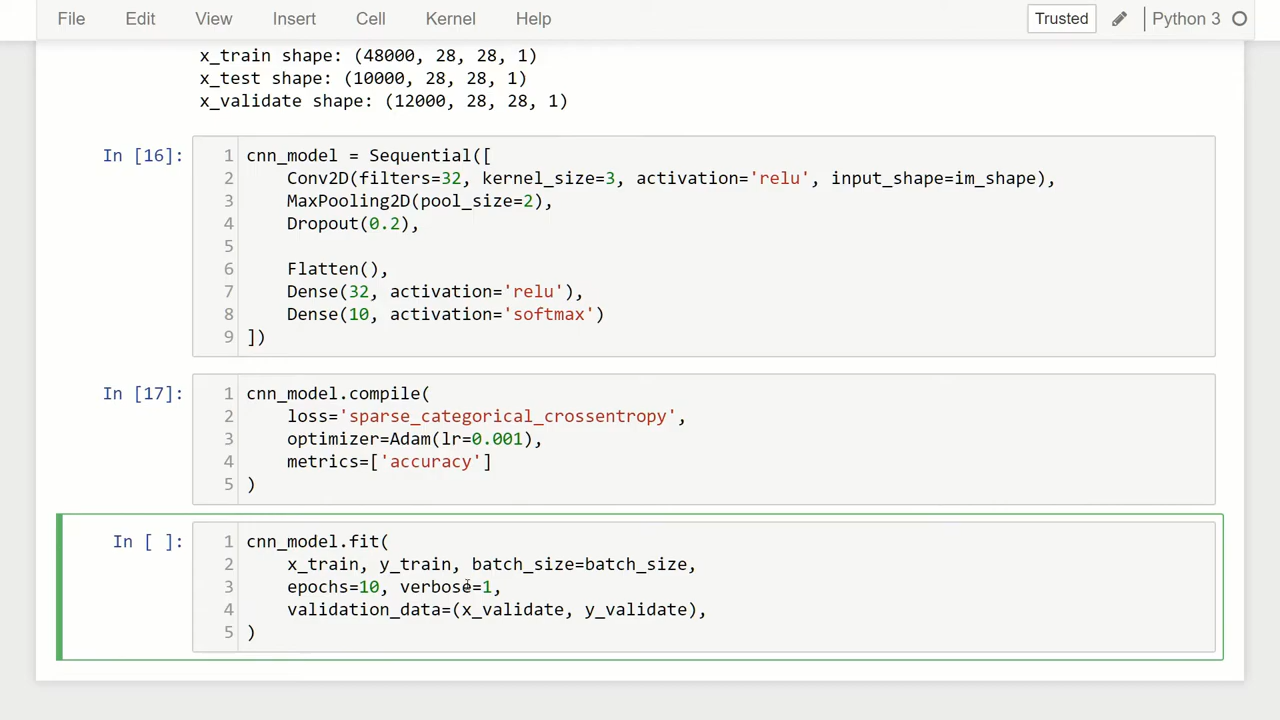 File Edit View Insert Cell Kernel Help Trusted Python 3
x_train shape: (48000, 28, 28, 1)
x_test shape: (10000, 28, 28, 1)
x_validate shape: (12000, 28, 28, 1)
In [16]: 1 cnn_model = Sequential([
2     Conv2D(filters=32, kernel_size=3, activation='relu', input_shape=im_shape),
3     MaxPooling2D(pool_size=2),
4     Dropout(0.2),
5
6     Flatten(),
7     Dense(32, activation='relu'),
8     Dense(10, activation='softmax')
9 ])
In [17]: 1 cnn_model.compile(
2     loss='sparse_categorical_crossentropy',
3     optimizer=Adam(lr=0.001),
4     metrics=['accuracy']
5 )
In [ ]: 1 cnn_model.fit(
2     x_train, y_train, batch_size=batch_size,
3     epochs=10, verbose=1,
4     validation_data=(x_validate, y_validate),
5 )